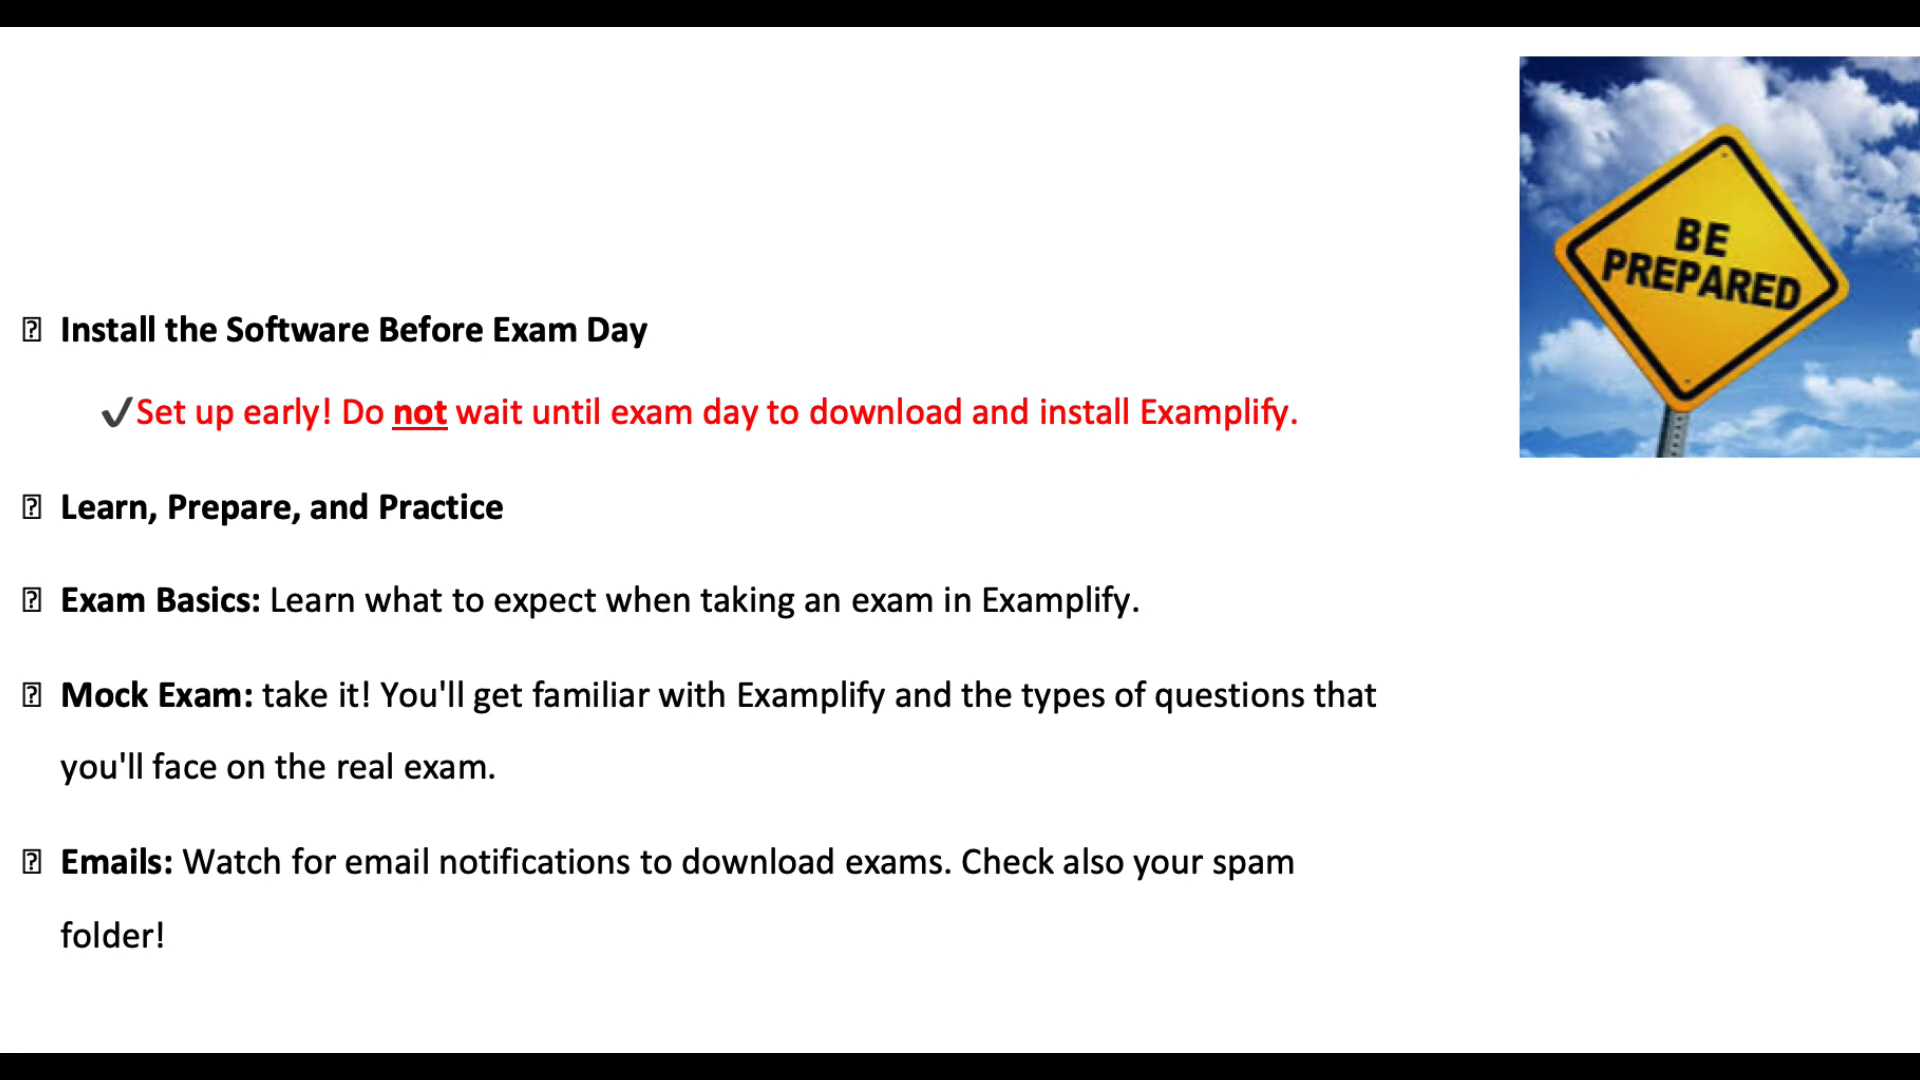 BE
PREPARED
Install the Software Before Exam Day
✓Set up early! Do not wait until exam day to download and install Examplify.
Learn, Prepare, and Practice
Exam Basics: Learn what to expect when taking an exam in Examplify.
Mock Exam: take it! You'll get familiar with Examplify and the types of questions that
you'll face on the real exam.
Emails: Watch for email notifications to download exams. Check also your spam
folder!